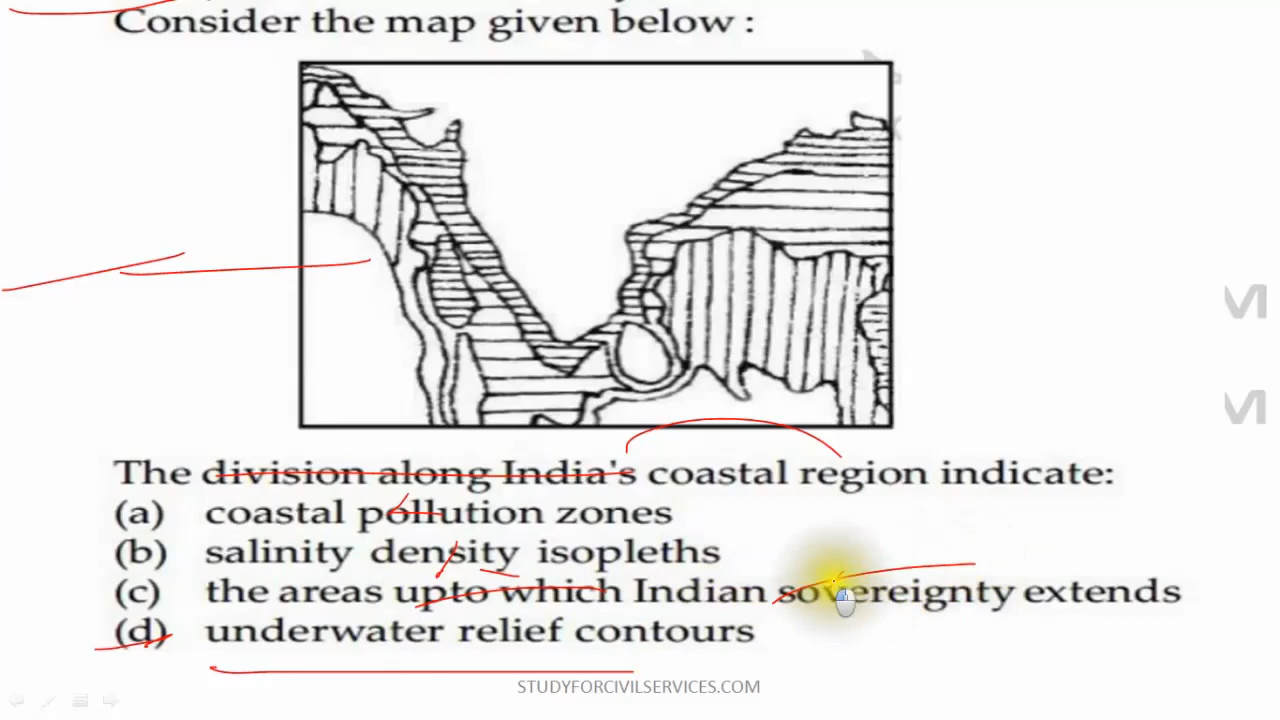 Consider the map given below :
The division along India's coastal region indicate:
(a) coastal pollution zones
(b) salinity density isopleths
(c) the areas upto which Indian sovereignty extends
(d) underwater relief contours
STUDYFORCIVILSERVICES.COM